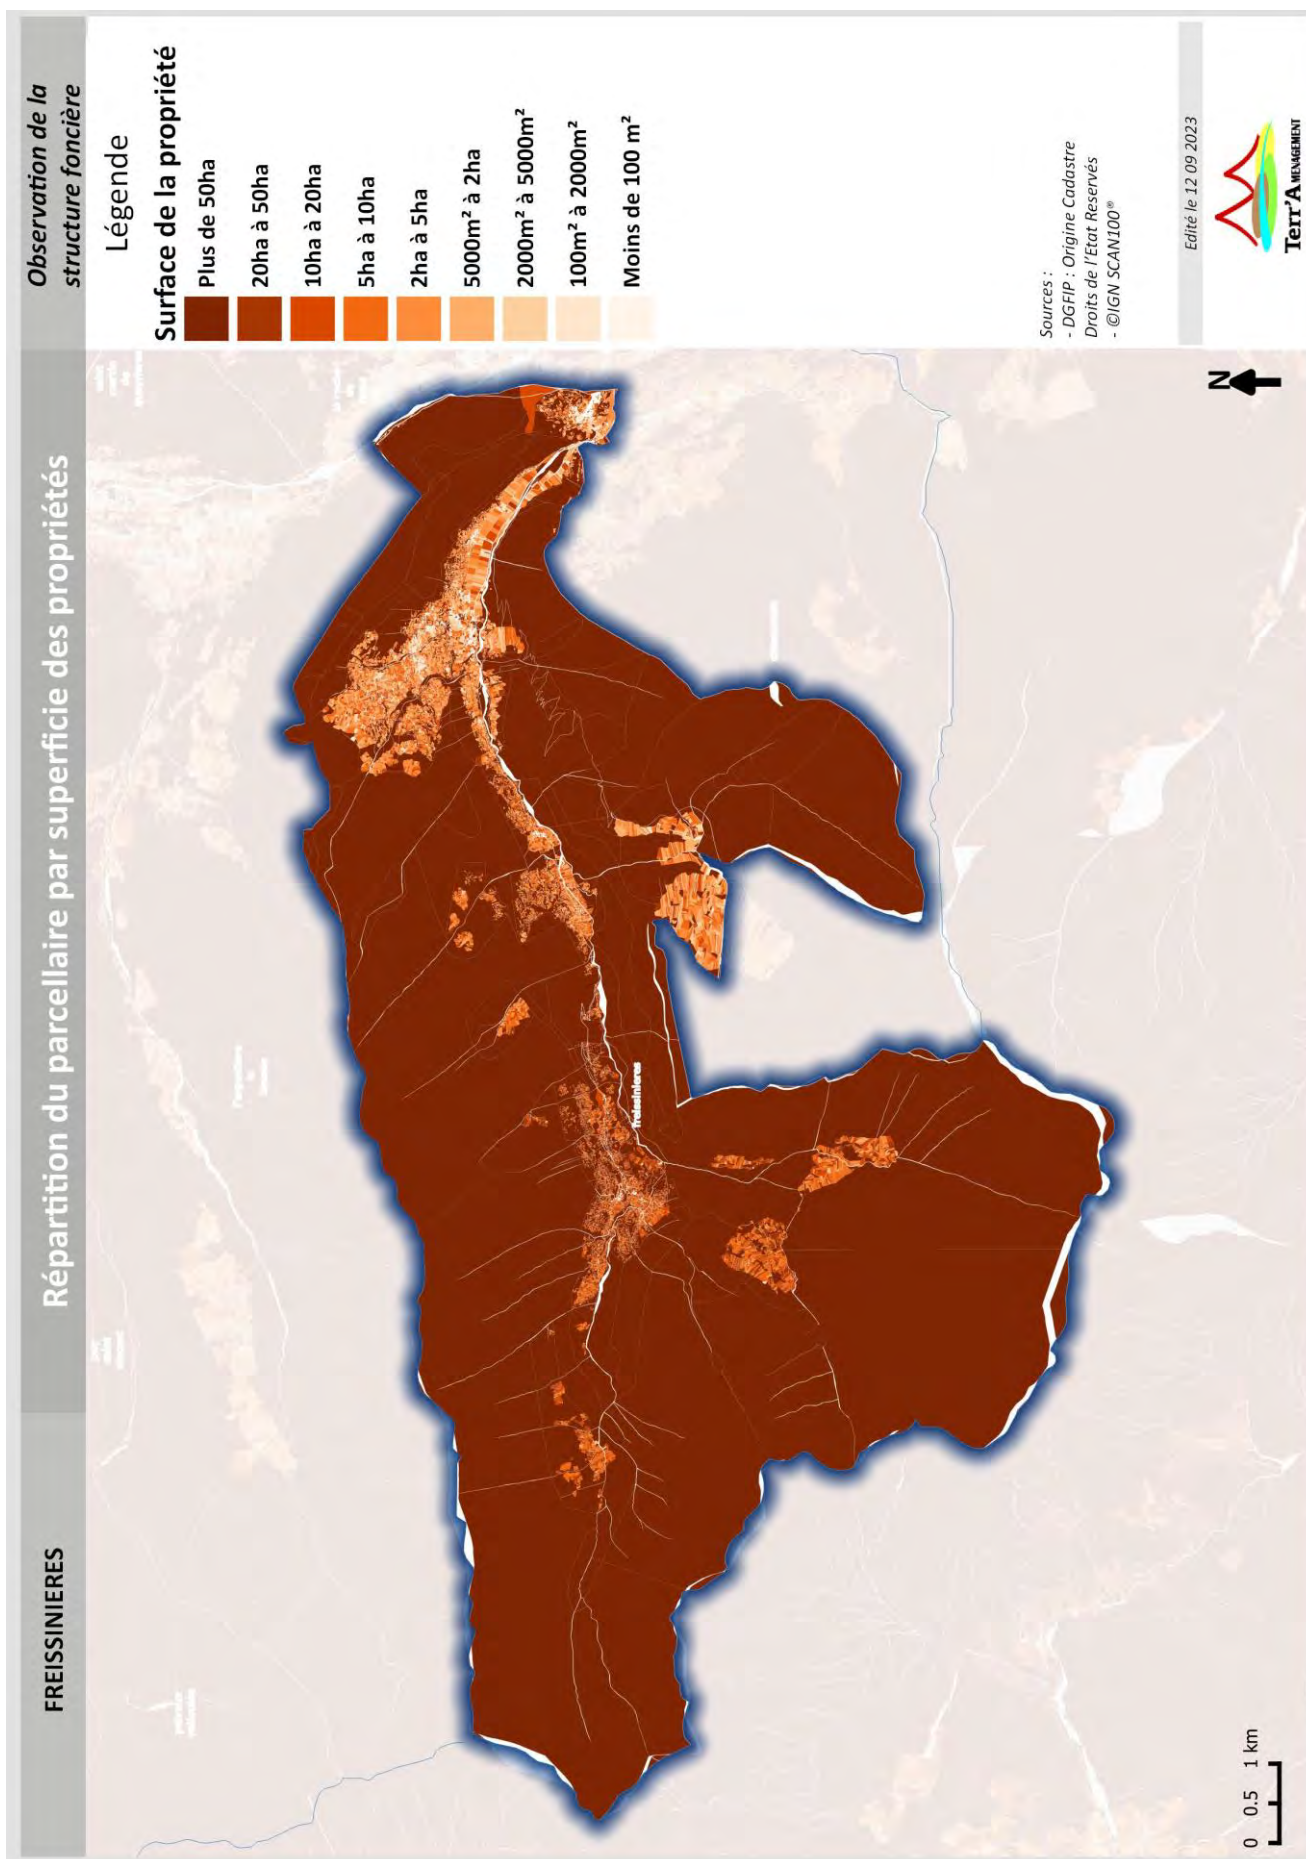 FREISSINIERES
Répartition du parcellaire par superficie des propriétés
Observation de la
structure foncière
Légende
Surface de la propriété
Plus de 50ha
20ha à 50ha
10ha à 20ha
5ha à 10ha
2ha à 5ha
5000m² à 2ha
2000m² à 5000m²
100m² à 2000m²
Moins de 100 m²
freissinieres
Sources :
- DGFIP : Origine Cadastre
Droits de l'Etat Reservés
- ©IGN SCAN100®
Edité le 12 09 2023
Terr'AMENAGEMENT
N
0 0.5 1 km